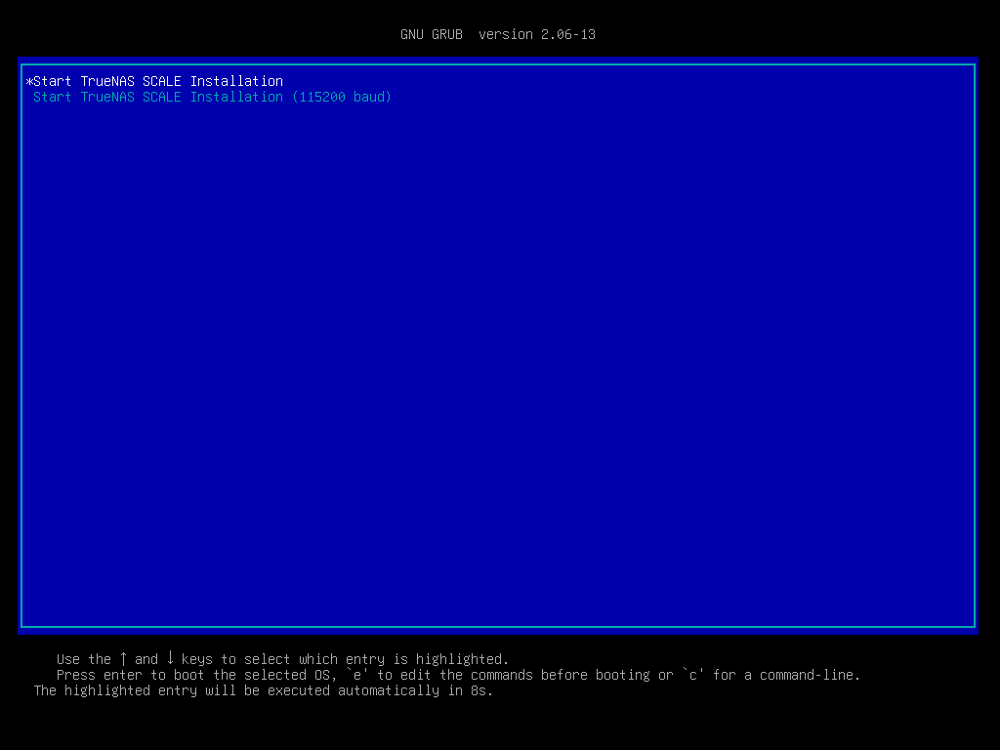 GNU GRUB  version 2.06-13
*Start TrueNAS SCALE Installation
Start TrueNAS SCALE Installation (115200 baud)
Use the ↑ and ↓ keys to select which entry is highlighted.
Press enter to boot the selected OS, `e' to edit the commands before booting or `c' for a command-line.
The highlighted entry will be executed automatically in 8s.